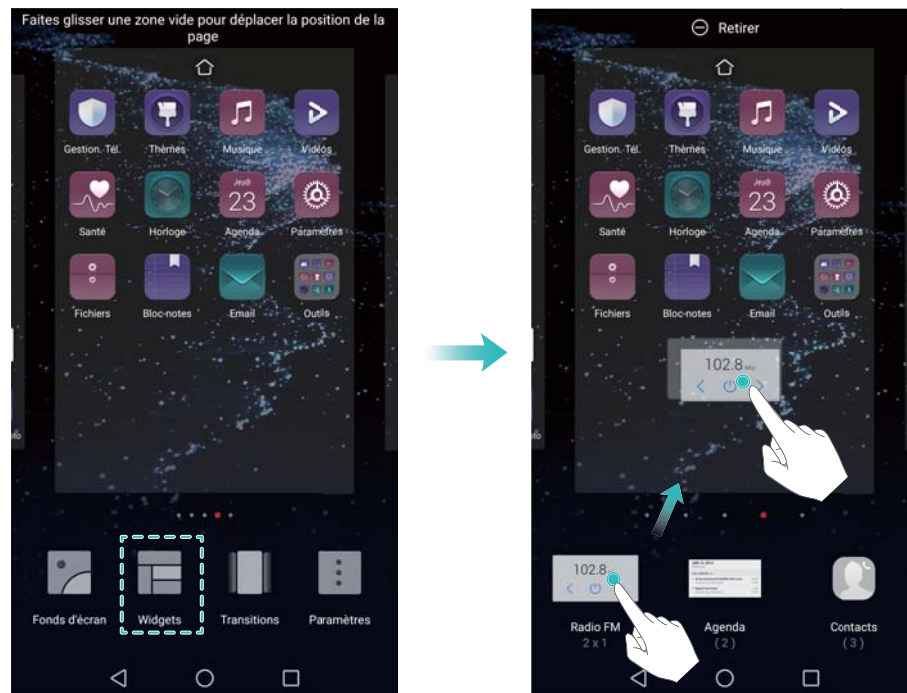 Faites glisser une zone vide pour déplacer la position de la
page
Gestion. Tél.
Thèmes
Musique
Vidéos
Santé
Horloge
Jeudi
23
Agenda
Paramètres
Fichiers
Bloc-notes
Email
Outils
Fonds d'écran
Widgets
Transitions
Paramètres
Retirer
Gestion. Tél.
Thèmes
Musique
Vidéos
Santé
Horloge
Jeudi
23
Agenda
Paramètres
Fichiers
Bloc-notes
Email
Outils
102.8
102.8
Radio FM
2 x 1
Agenda
(2)
Contacts
(3)